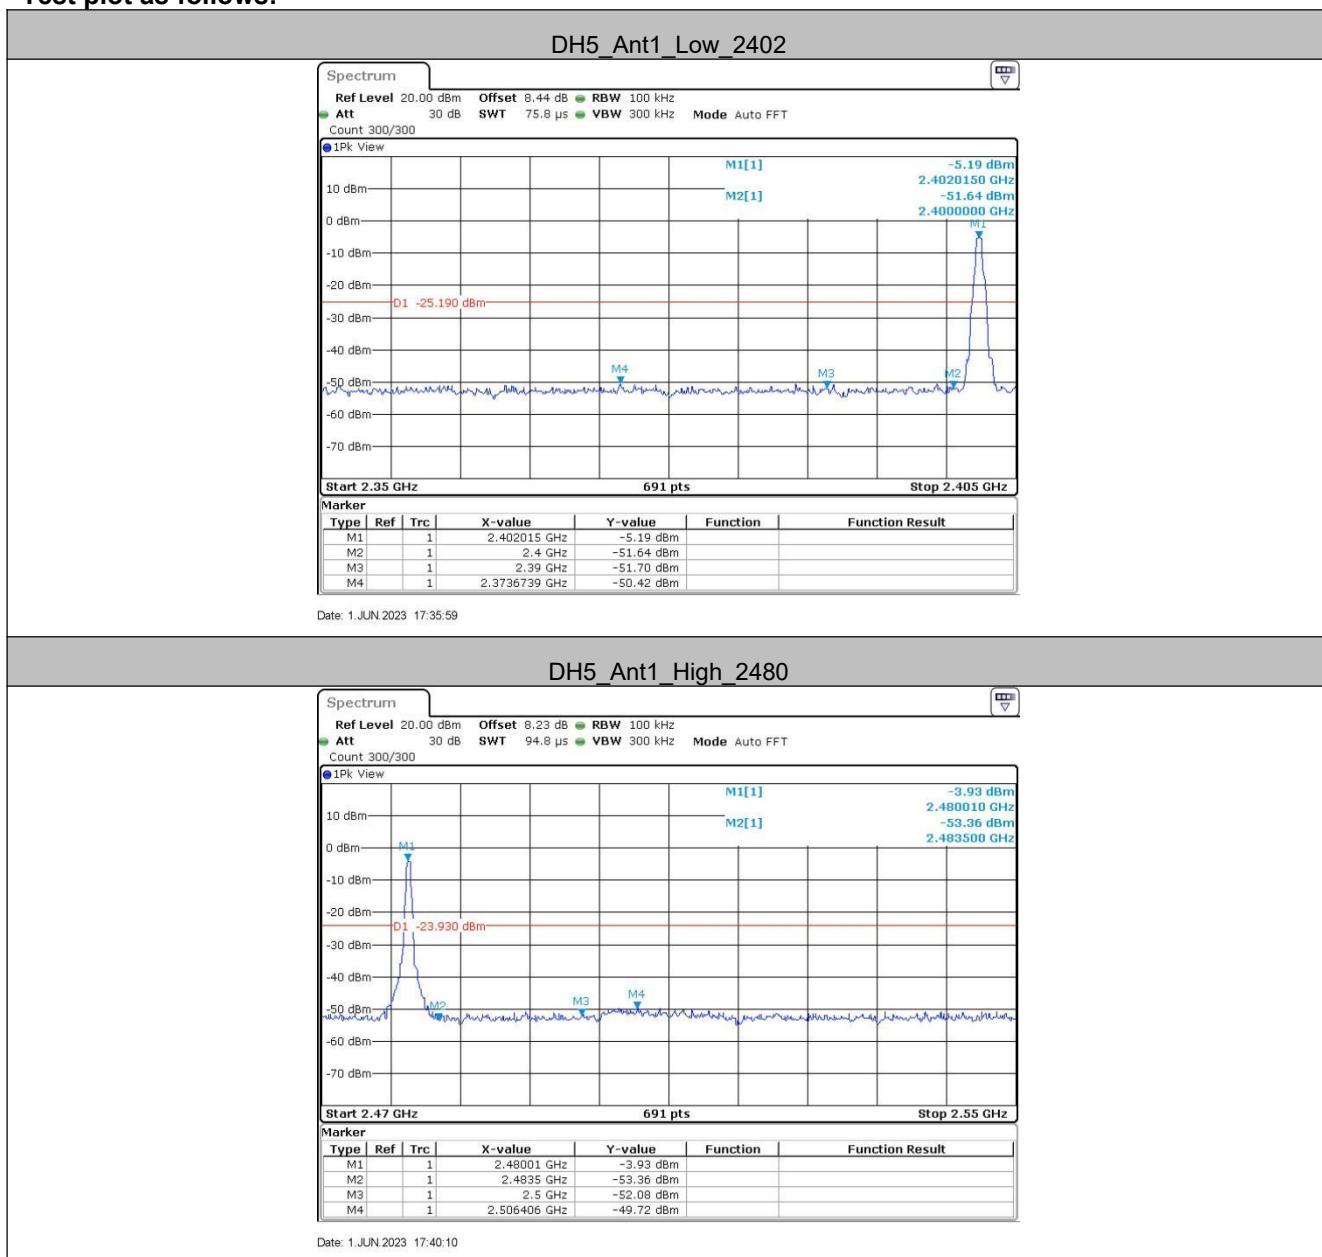 Test plot as follows:
DH5_Ant1_Low_2402
Spectrum
Ref Level 20.00 dBm Offset 8.44 dB RBW 100 kHz
Att 30 dB SWT 75.8 µs VBW 300 kHz Mode Auto FFT
Count 300/300
1Pk View
M1[1] -5.19 dBm
2.4020150 GHz
10 dBm
M2[1] -51.64 dBm
2.4000000 GHz
0 dBm
M1
-10 dBm
-20 dBm
D1 -25.190 dBm
-30 dBm
-40 dBm
M4 M3 M2
-50 dBm
-60 dBm
-70 dBm
Start 2.35 GHz 691 pts Stop 2.405 GHz
Marker
Type Ref Trc X-value Y-value Function Function Result
M1 1 2.402015 GHz -5.19 dBm
M2 1 2.4 GHz -51.64 dBm
M3 1 2.39 GHz -51.70 dBm
M4 1 2.3736739 GHz -50.42 dBm
Date: 1.JUN.2023 17:35:59
DH5_Ant1_High_2480
Spectrum
Ref Level 20.00 dBm Offset 8.23 dB RBW 100 kHz
Att 30 dB SWT 94.8 µs VBW 300 kHz Mode Auto FFT
Count 300/300
1Pk View
M1[1] -3.93 dBm
2.480010 GHz
10 dBm
M2[1] -53.36 dBm
2.483500 GHz
0 dBm
M1
-10 dBm
-20 dBm
D1 -23.930 dBm
-30 dBm
-40 dBm
M2 M3 M4
-50 dBm
-60 dBm
-70 dBm
Start 2.47 GHz 691 pts Stop 2.55 GHz
Marker
Type Ref Trc X-value Y-value Function Function Result
M1 1 2.48001 GHz -3.93 dBm
M2 1 2.4835 GHz -53.36 dBm
M3 1 2.5 GHz -52.08 dBm
M4 1 2.506406 GHz -49.72 dBm
Date: 1.JUN.2023 17:40:10